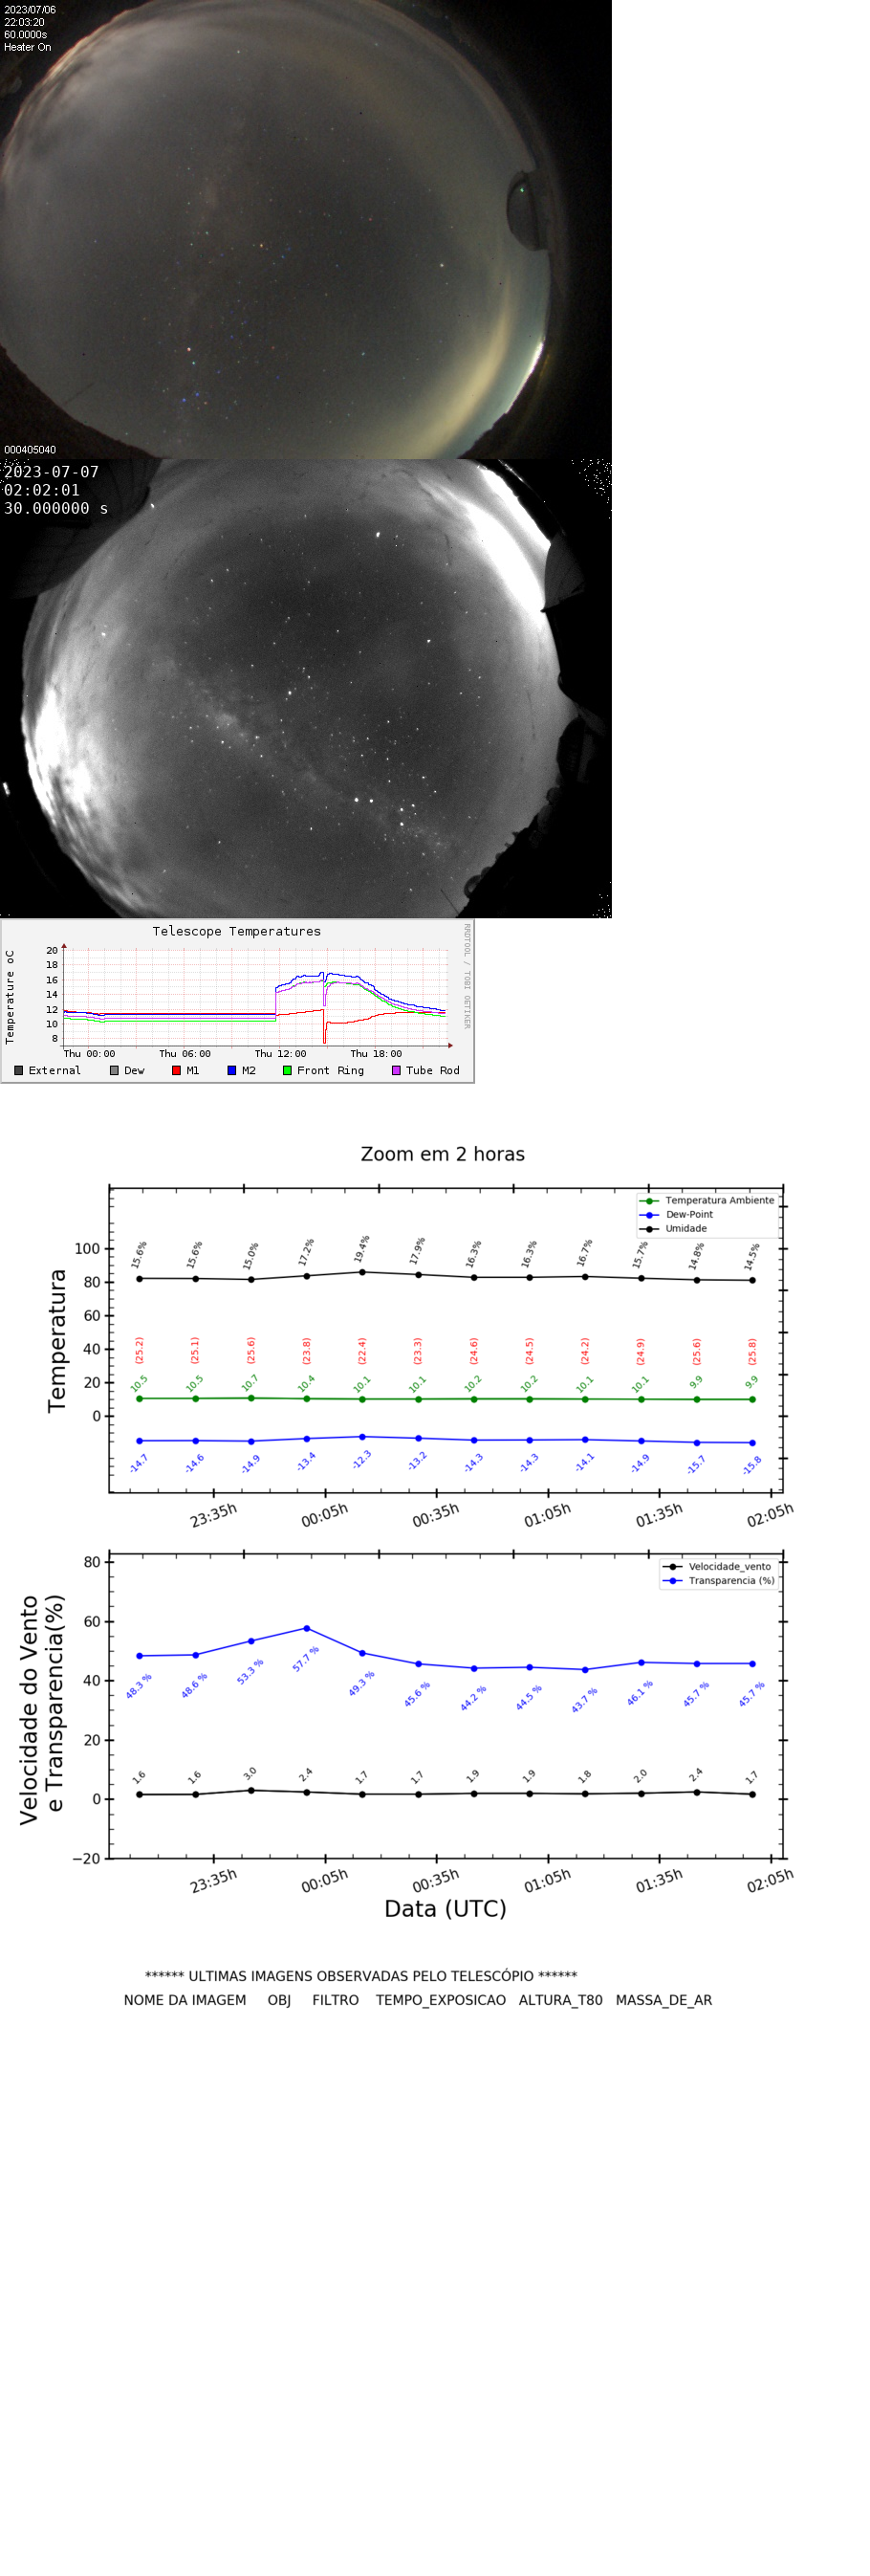 2023/07/06
22:03:20
60.0000s
Heater On
000405040
2023-07-07
02:02:01
30.000000 s
Telescope Temperatures
RRDTOOL / TOBI OETIKER
Temperature oC
20
18
16
14
12
10
8
Thu 00:00 Thu 06:00 Thu 12:00 Thu 18:00
External Dew M1 M2 Front Ring Tube Rod
Zoom em 2 horas
Temperatura Ambiente
Dew-Point
Umidade
Temperatura
100
80
60
40
20
0
15.6% 15.6% 15.0% 17.2% 19.4% 17.9% 16.3% 16.3% 16.7% 15.7% 14.8% 14.5%
(25.2) (25.1) (25.6) (23.8) (22.4) (23.3) (24.6) (24.5) (24.2) (24.9) (25.6) (25.8)
10.5 10.5 10.7 10.4 10.1 10.1 10.2 10.2 10.1 10.1 9.9 9.9
-14.7 -14.6 -14.9 -13.4 -12.3 -13.2 -14.3 -14.3 -14.1 -14.9 -15.7 -15.8
23:35h 00:05h 00:35h 01:05h 01:35h 02:05h
Velocidade_vento
Transparencia (%)
Velocidade do Vento
e Transparencia(%)
80
60
40
20
0
−20
48.3 % 48.6 % 53.3 % 57.7 % 49.3 % 45.6 % 44.2 % 44.5 % 43.7 % 46.1 % 45.7 % 45.7 %
1.6 1.6 3.0 2.4 1.7 1.7 1.9 1.9 1.8 2.0 2.4 1.7
23:35h 00:05h 00:35h 01:05h 01:35h 02:05h
Data (UTC)
****** ULTIMAS IMAGENS OBSERVADAS PELO TELESCÓPIO ******
NOME DA IMAGEM OBJ FILTRO TEMPO_EXPOSICAO ALTURA_T80 MASSA_DE_AR